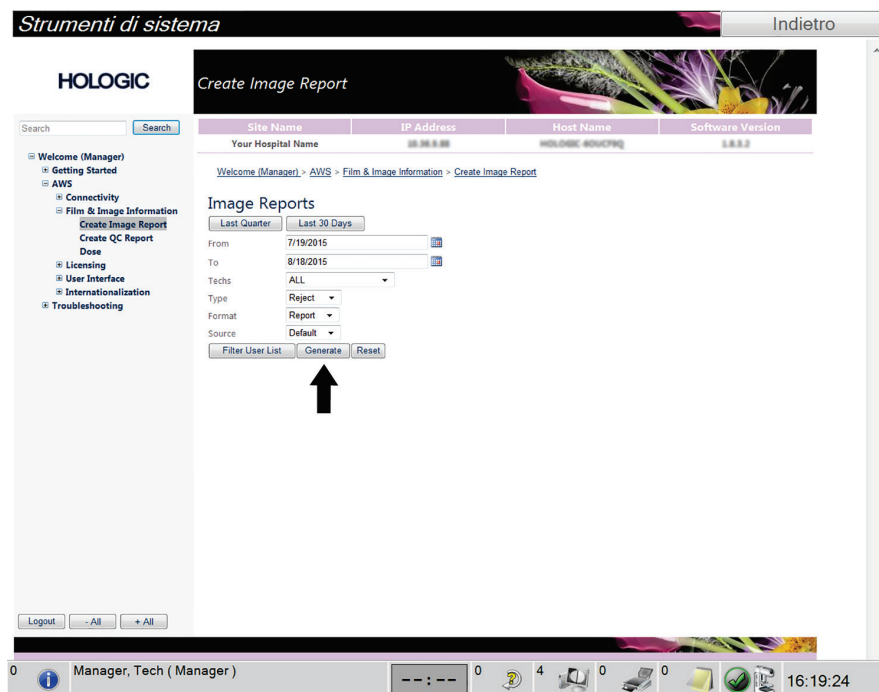 Strumenti di sistema
Indietro
HOLOGIC
Create Image Report
Search
Search
Site Name IP Address Host Name Software Version
Your Hospital Name 1.8.3.2
Welcome (Manager)
Getting Started
AWS
Connectivity
Film & Image Information
Create Image Report
Create QC Report
Dose
Licensing
User Interface
Internationalization
Troubleshooting
Welcome (Manager) > AWS > Film & Image Information > Create Image Report
Image Reports
Last Quarter Last 30 Days
From 7/19/2015
To 8/18/2015
Techs ALL
Type Reject
Format Report
Source Default
Filter User List Generate Reset
Logout - All + All
0 Manager, Tech ( Manager ) --:-- 0 4 0 0 16:19:24